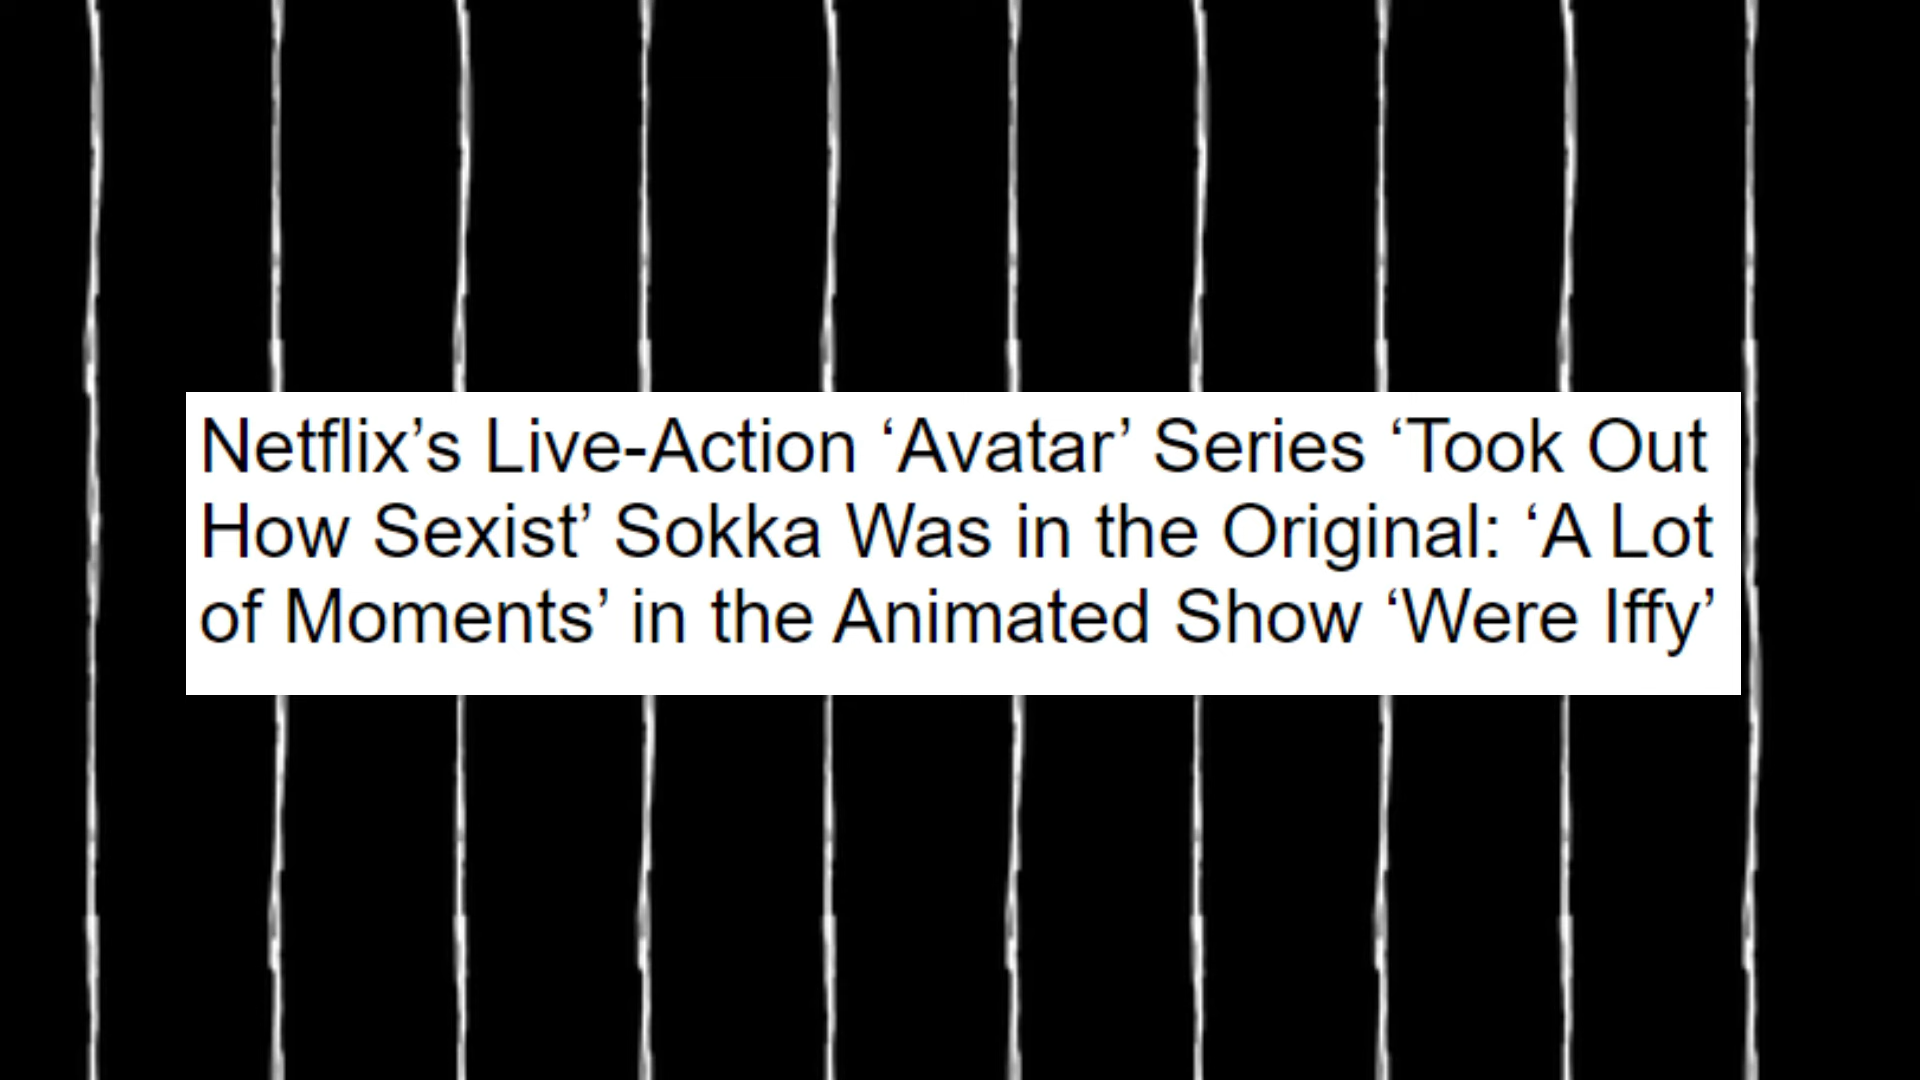 Netflix’s Live-Action ‘Avatar’ Series ‘Took Out
How Sexist’ Sokka Was in the Original: ‘A Lot
of Moments’ in the Animated Show ‘Were Iffy’